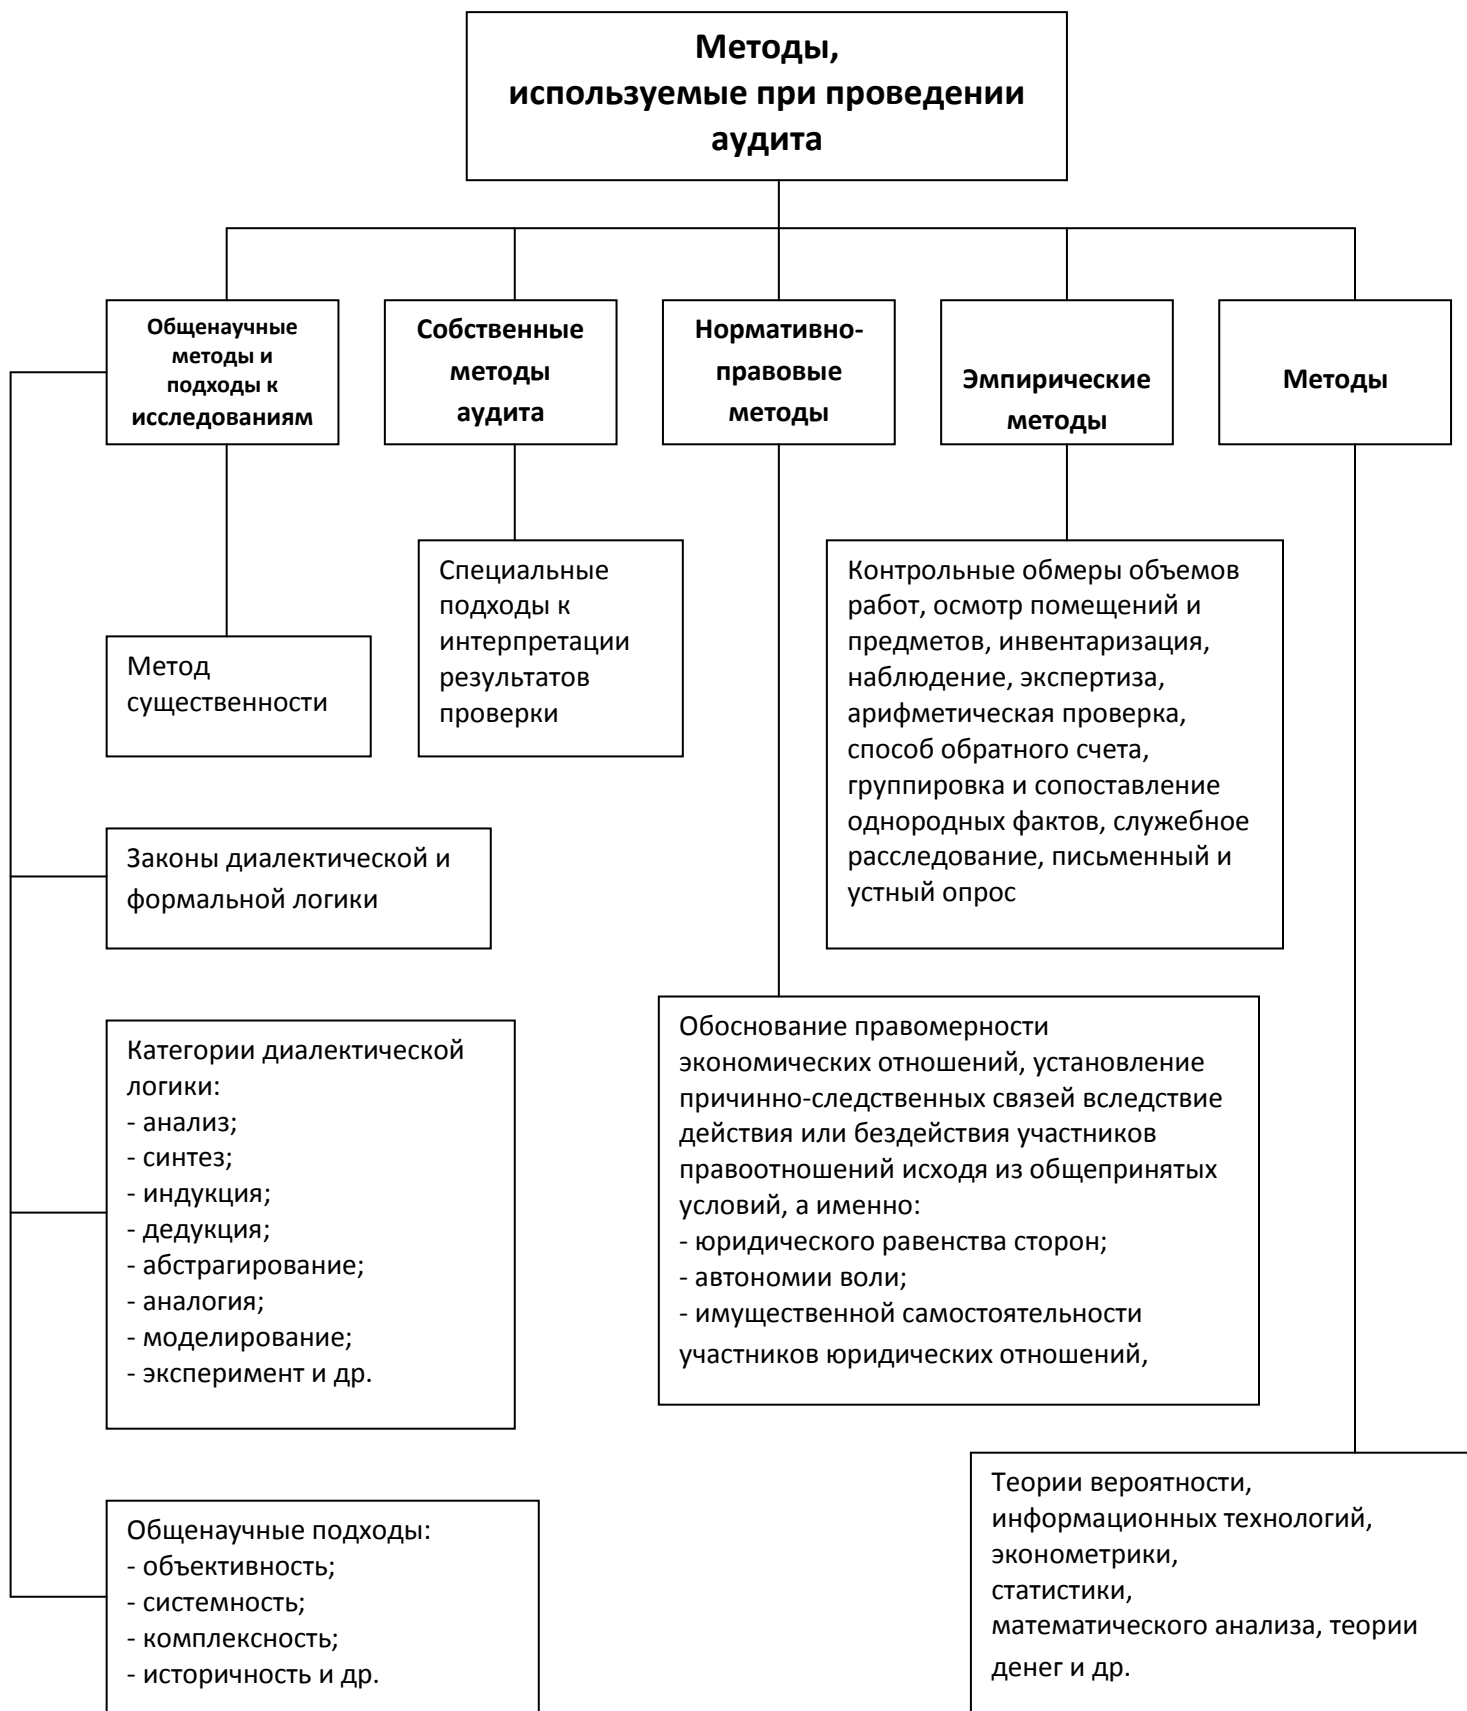 Методы,
используемые при проведении
аудита
Общенаучные
методы и
подходы к
исследованиям
Собственные
методы
аудита
Нормативно-
правовые
методы
Эмпирические
методы
Методы
Метод
существенности
Специальные
подходы к
интерпретации
результатов
проверки
Контрольные обмеры объемов
работ, осмотр помещений и
предметов, инвентаризация,
наблюдение, экспертиза,
арифметическая проверка,
способ обратного счета,
группировка и сопоставление
однородных фактов, служебное
расследование, письменный и
устный опрос
Законы диалектической и
формальной логики
Категории диалектической
логики:
- анализ;
- синтез;
- индукция;
- дедукция;
- абстрагирование;
- аналогия;
- моделирование;
- эксперимент и др.
Обоснование правомерности
экономических отношений, установление
причинно-следственных связей вследствие
действия или бездействия участников
правоотношений исходя из общепринятых
условий, а именно:
- юридического равенства сторон;
- автономии воли;
- имущественной самостоятельности
участников юридических отношений,
Общенаучные подходы:
- объективность;
- системность;
- комплексность;
- историчность и др.
Теории вероятности,
информационных технологий,
эконометрики,
статистики,
математического анализа, теории
денег и др.